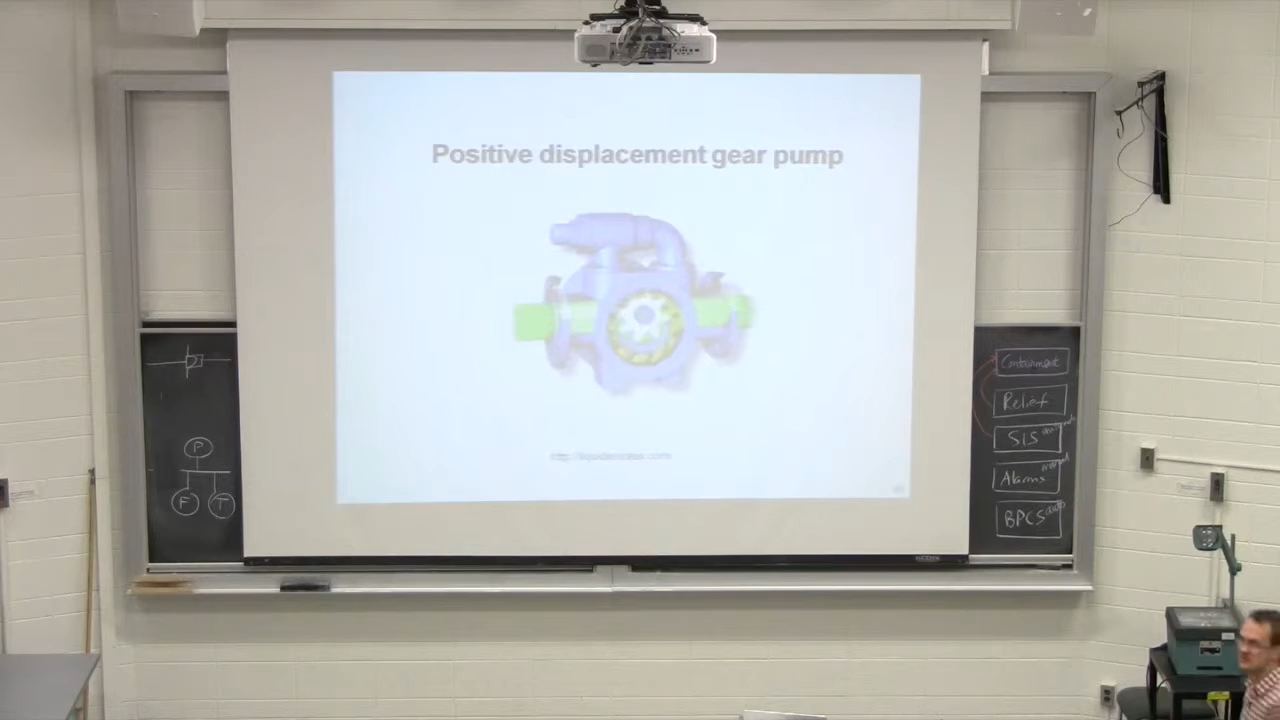 Positive displacement gear pump
P
F
T
Containment
Relief
SIS
Alarms
BPCS